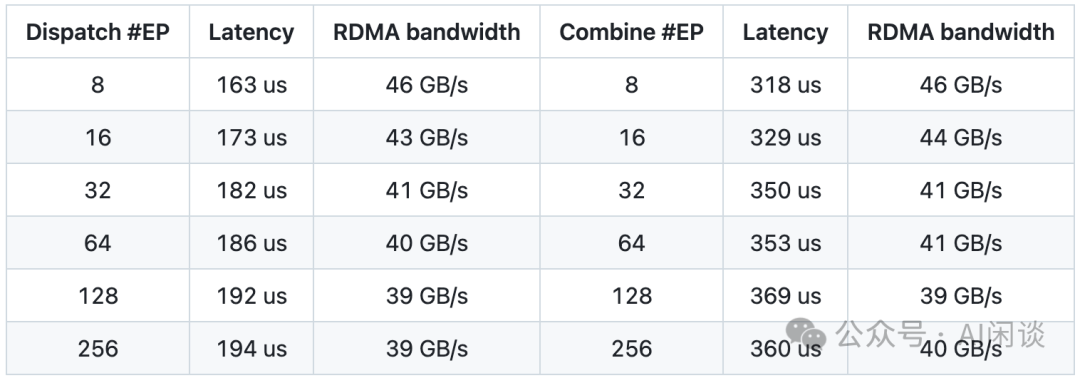 Dispatch #EP Latency RDMA bandwidth Combine #EP Latency RDMA bandwidth
8 163 us 46 GB/s 8 318 us 46 GB/s
16 173 us 43 GB/s 16 329 us 44 GB/s
32 182 us 41 GB/s 32 350 us 41 GB/s
64 186 us 40 GB/s 64 353 us 41 GB/s
128 192 us 39 GB/s 128 369 us 39 GB/s
256 194 us 39 GB/s 256 360 us 40 GB/s
公众号 · AI闲谈